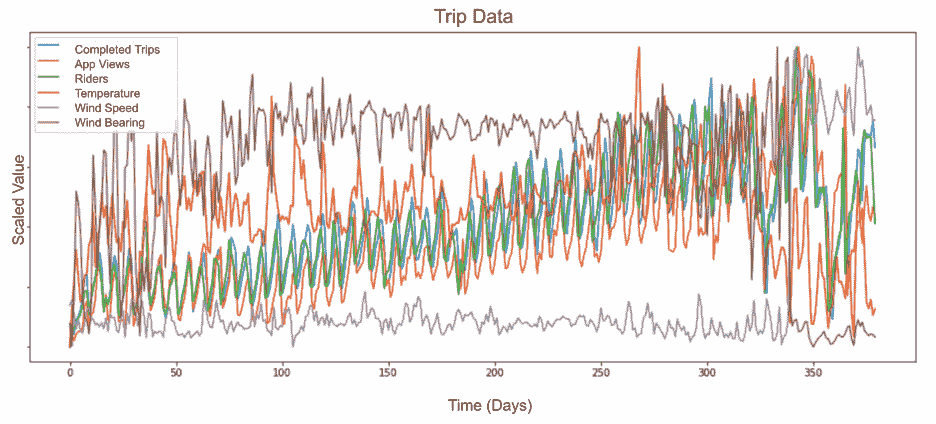 Trip Data
Completed Trips
App Views
Riders
Temperature
Wind Speed
Wind Bearing
Scaled Value
0 50 100 150 200 250 300 350
Time (Days)